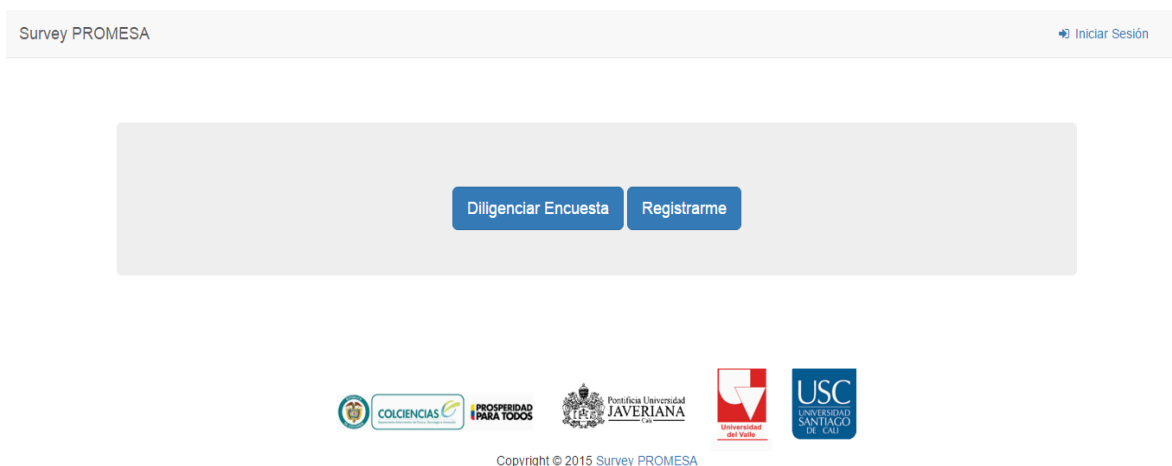 Survey PROMESA
Iniciar Sesión
Diligenciar Encuesta
Registrarme
COLCIENCIAS
PROSPERIDAD
PARA TODOS
Pontificia Universidad
JAVERIANA
Cali
Universidad
del Valle
USC
UNIVERSIDAD
SANTIAGO
DE CALI
Copyright © 2015 Survey PROMESA